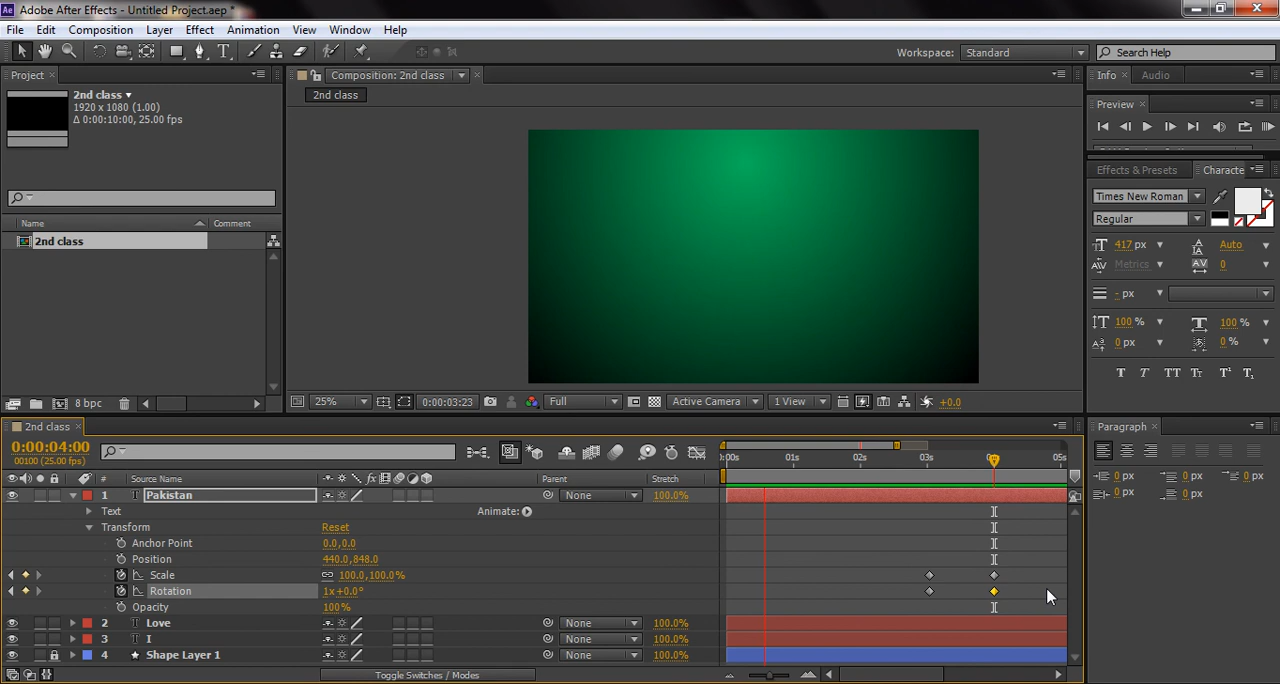 Ae Adobe After Effects - Untitled Project.aep *
File Edit Composition Layer Effect Animation View Window Help
T Workspace: Standard Search Help
Project Composition: 2nd class Info Audio
2nd class
1920 x 1080 (1.00)
Δ 0:00:10:00, 25.00 fps
2nd class
Preview
Effects & Presets Characte
Times New Roman
Regular
417 px Auto
Metrics 0
- px
100 % 100 %
0 px 0 %
T T TT Tт T¹ T₁
Name Comment
2nd class
8 bpc
25% 0:00:03:23 Full Active Camera 1 View +0.0
2nd class
0:00:04:00
00100 (25.00 fps)
0:00s 01s 02s 03s 05s
# Source Name Parent Stretch
1 T Pakistan None 100.0%
Text Animate:
Transform Reset
Anchor Point 0.0,0.0
Position 440.0,848.0
Scale 100.0,100.0%
Rotation 1x+0.0°
Opacity 100%
2 T Love None 100.0%
3 T I None 100.0%
4 ★ Shape Layer 1 None 100.0%
Toggle Switches / Modes
Paragraph
0 px 0 px 0 px
0 px 0 px